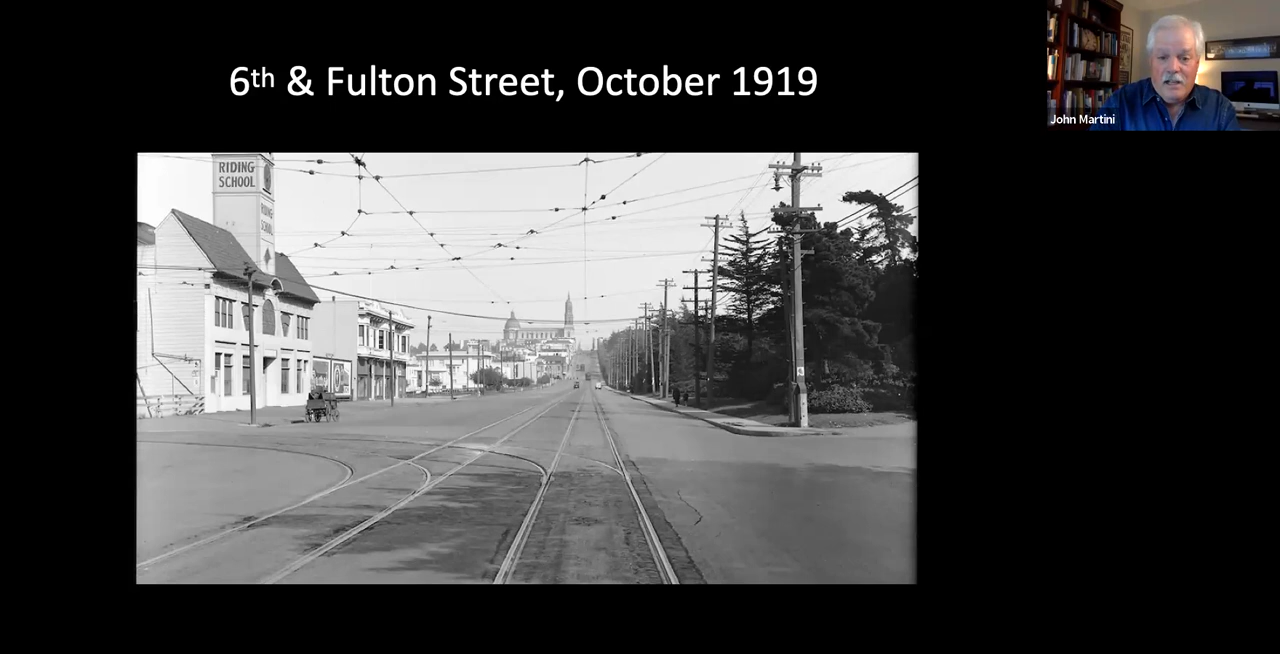 6th & Fulton Street, October 1919
John Martini
RIDING
SCHOOL
RIDING
SCHOOL